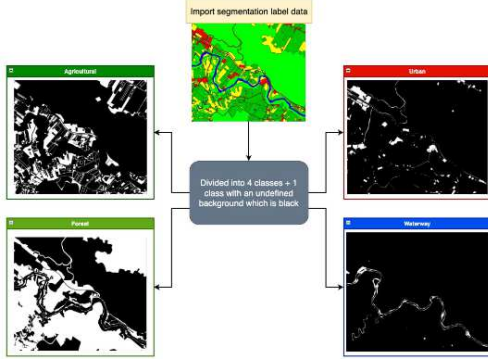 Import segmentation label data
Agricultural
Urban
Divided into 4 classes + 1
class with an undefined
background which is black
Forest
Waterway